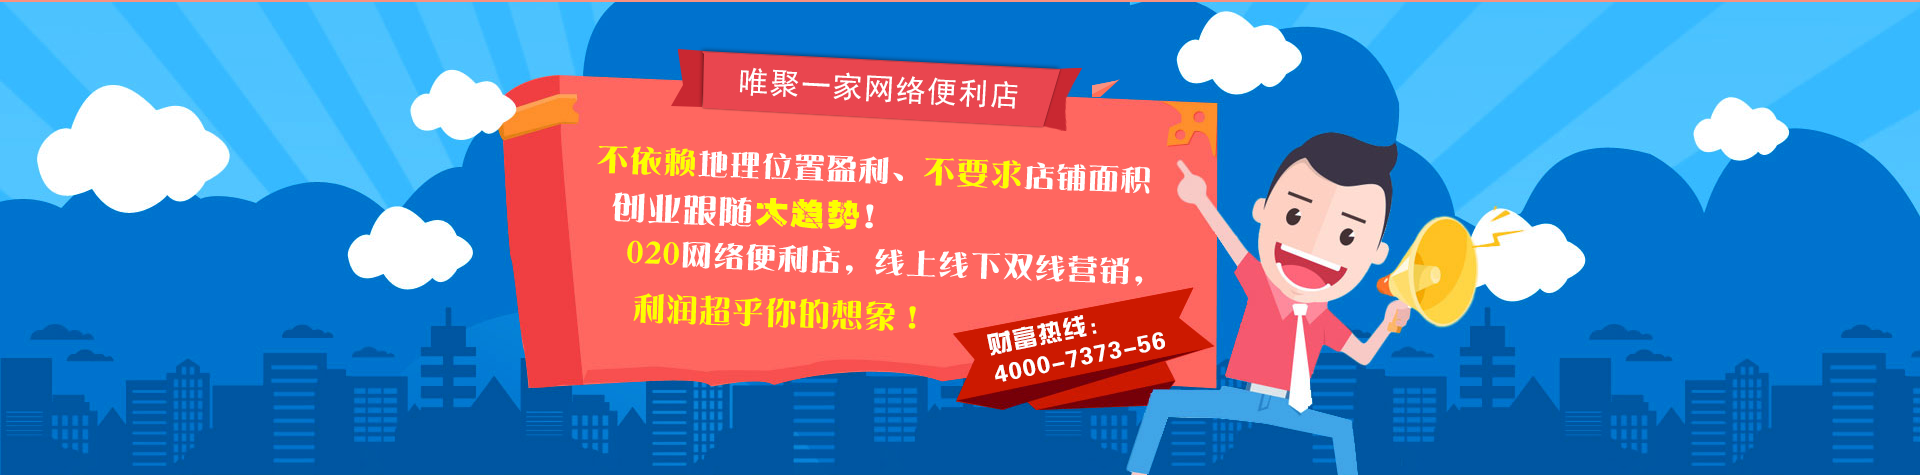 唯聚一家网络便利店
不依赖地理位置盈利、不要求店铺面积
创业跟随大趋势!
020网络便利店，线上线下双线营销，
利润超乎你的想象！
财富热线：
4000-7373-56